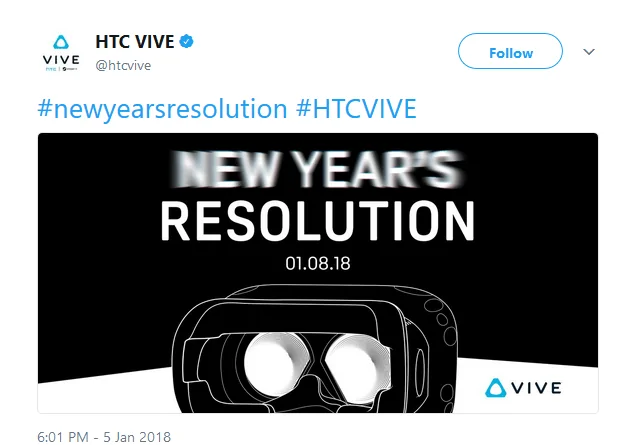 HTC VIVE
@htcvive
Follow
VIVE
#newyearsresolution #HTCVIVE
NEW YEAR'S
RESOLUTION
01.08.18
VIVE
6:01 PM - 5 Jan 2018